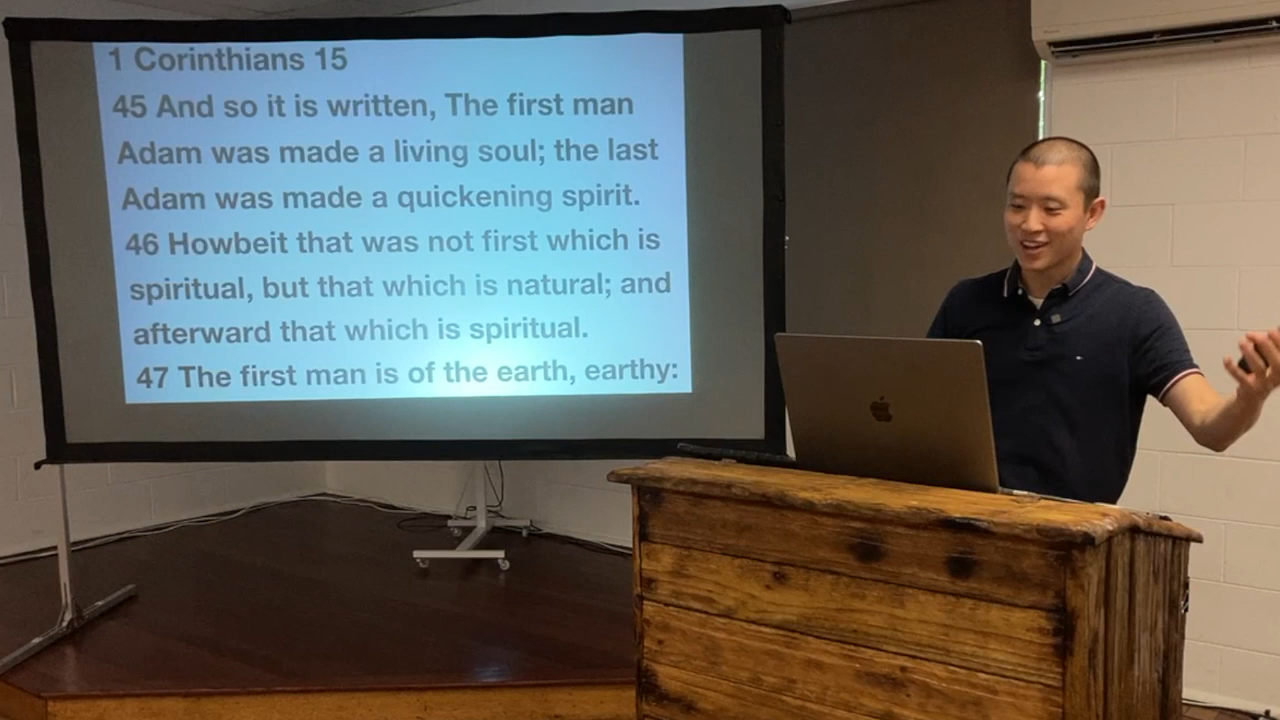 1 Corinthians 15
45 And so it is written, The first man
Adam was made a living soul; the last
Adam was made a quickening spirit.
46 Howbeit that was not first which is
spiritual, but that which is natural; and
afterward that which is spiritual.
47 The first man is of the earth, earthy: